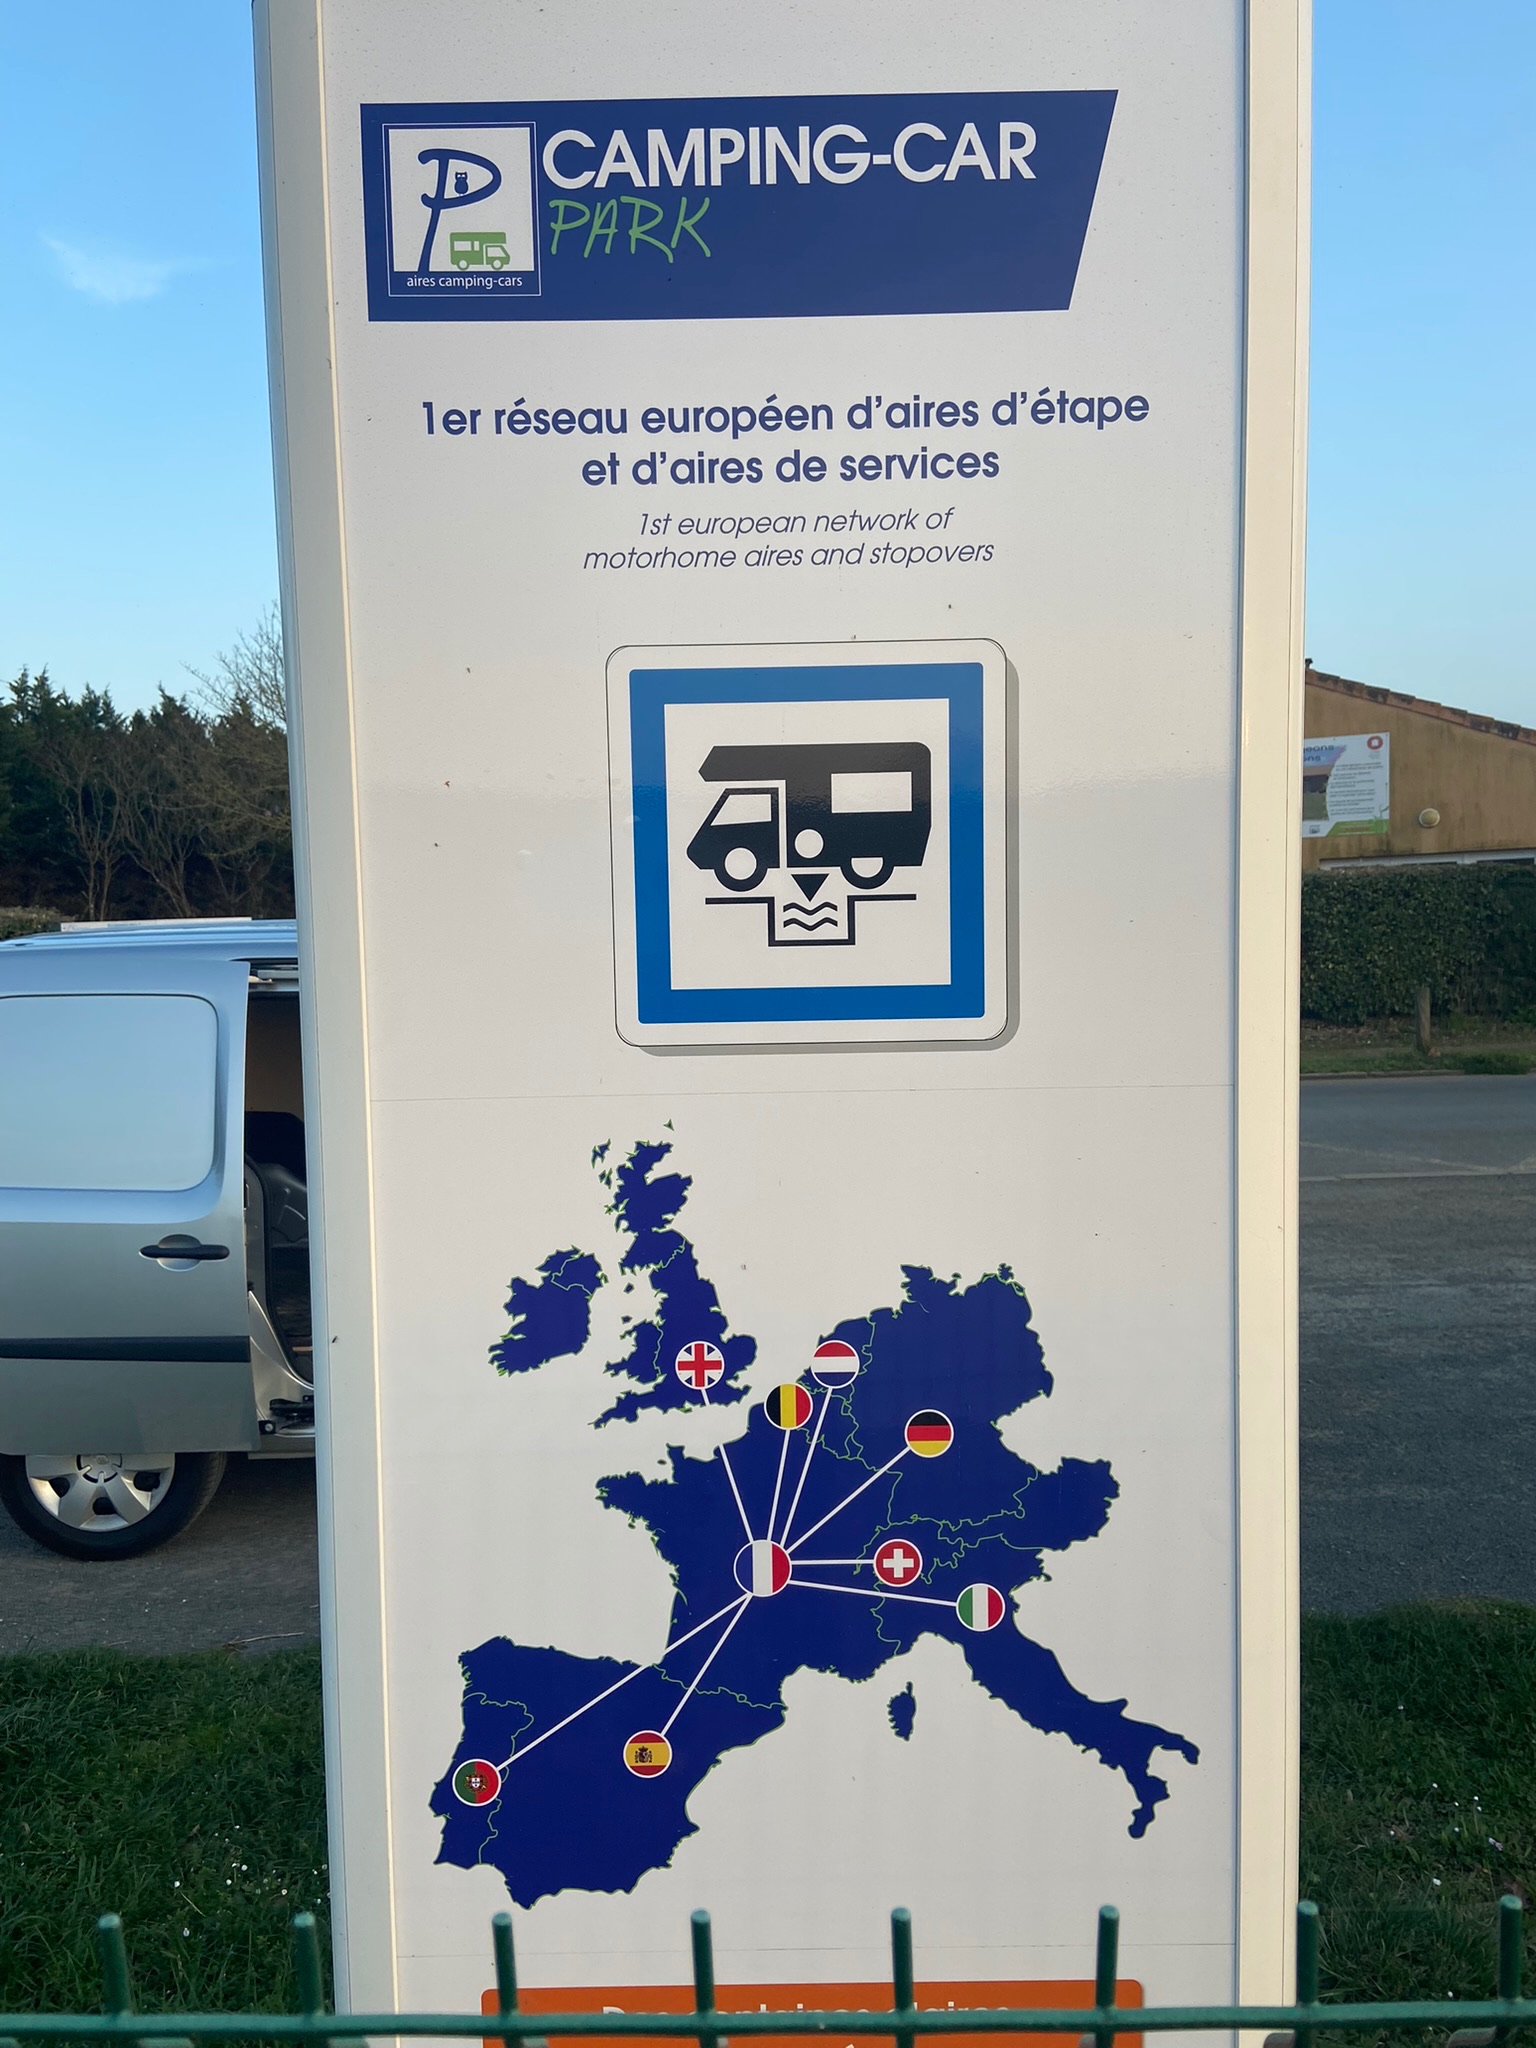 CAMPING-CAR
PARK
aires camping-cars
1er réseau européen d'aires d'étape
et d'aires de services
1st european network of
motorhome aires and stopovers